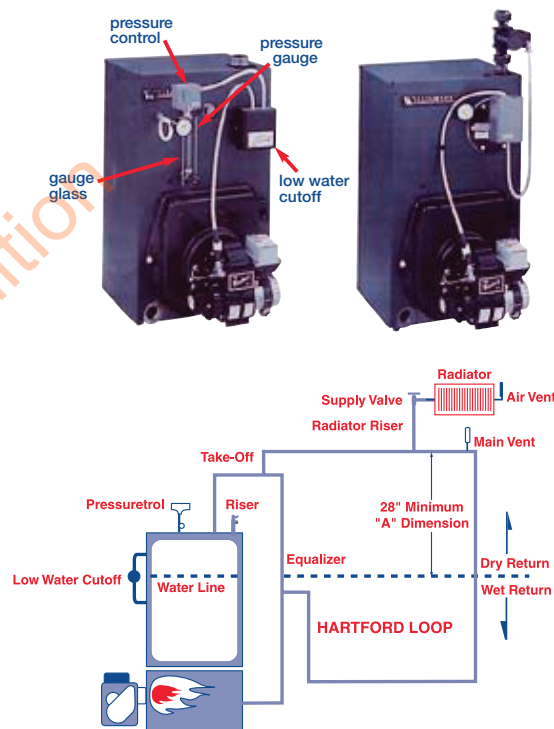 pressure
control
pressure
gauge
gauge
glass
low water
cutoff
Radiator
Supply Valve
Air Vent
Radiator Riser
Main Vent
Take-Off
Pressuretrol
Riser
28" Minimum
"A" Dimension
Equalizer
Dry Return
Low Water Cutoff
Water Line
Wet Return
HARTFORD LOOP